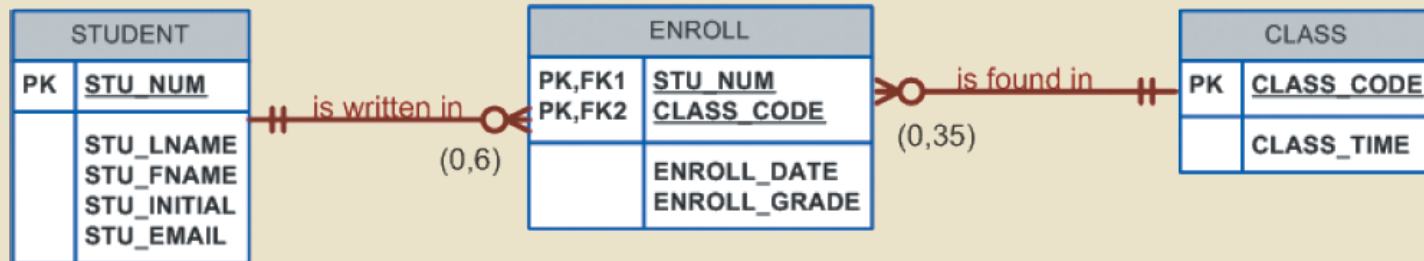 STUDENT
PK STU_NUM
STU_LNAME
STU_FNAME
STU_INITIAL
STU_EMAIL
is written in
(0,6)
ENROLL
PK,FK1 STU_NUM
PK,FK2 CLASS_CODE
ENROLL_DATE
ENROLL_GRADE
is found in
(0,35)
CLASS
PK CLASS_CODE
CLASS_TIME